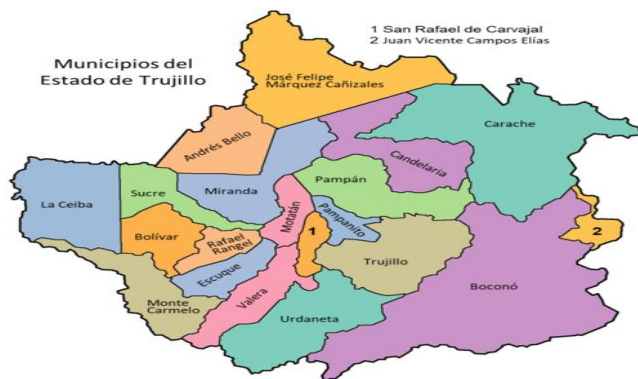 1 San Rafael de Carvajal
2 Juan Vicente Campos Elías
Municipios del
Estado de Trujillo
José Felipe
Márquez Cañizales
Andrés Bello
Carache
Candelaria
La Ceiba
Sucre
Miranda
Pampán
Motatán
Pampanito
Bolívar
Rafael
Rangel
1
2
Escuque
Trujillo
Boconó
Monte
Carmelo
Valera
Urdaneta